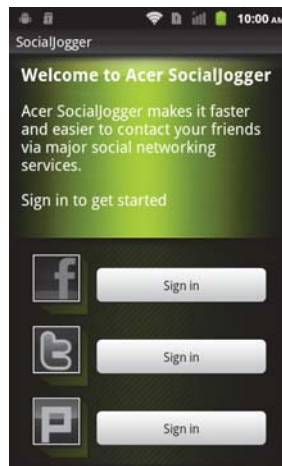 10:00 AM
SocialJogger
Welcome to Acer SocialJogger
Acer SocialJogger makes it faster
and easier to contact your friends
via major social networking
services.
Sign in to get started
f
Sign in
t
Sign in
P
Sign in